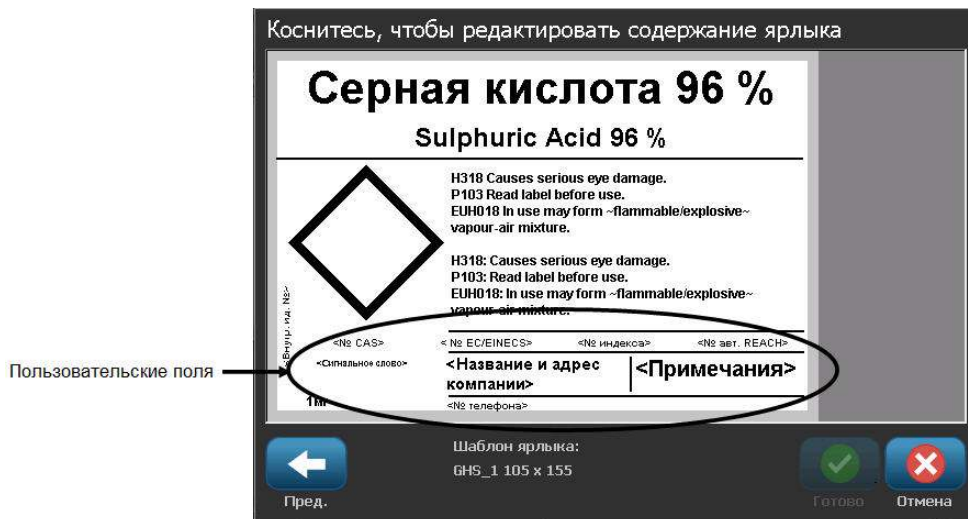 Коснитесь, чтобы редактировать содержание ярлыка
Серная кислота 96 %
Sulphuric Acid 96 %
H318 Causes serious eye damage.
P103 Read label before use.
EUH018 In use may form ~flammable/explosive~
vapour-air mixture.
H318: Causes serious eye damage.
P103: Read label before use.
EUH018: In use may form ~flammable/explosive~
vapour-air mixture.
<Внутр. ид. №>
<№ CAS> < № EC/EINECS> <№ индекса> <№ авт. REACH>
<Сигнальное слово>
<Название и адрес
компании>
<Примечания>
<№ телефона>
Пользовательские поля
Шаблон ярлыка:
GHS_1 105 x 155
Пред.
Готово
Отмена